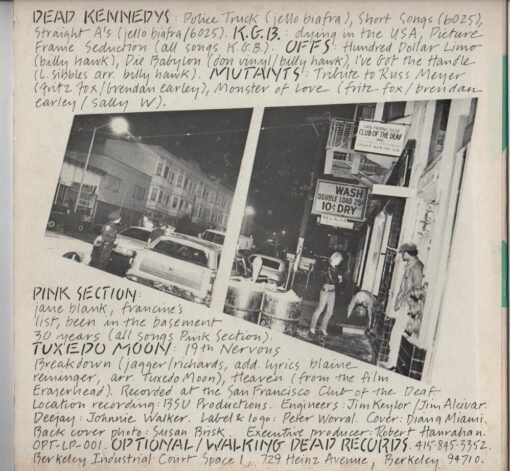 DEAD KENNEDYS: Police Truck (jello biafra), Short Songs (6025),
Straight A's (jello biafra/6025). K.G.B.: dying in the USA, Picture
Frame Seduction (all songs K.G.B.). OFFS: Hundred Dollar Limo
(billy hawk), Die Babylon (don vinyl/billy hawk), I've Got the Handle
(l. sibbles arr. billy hawk). MUTANTS: Tribute to Russ Meyer
(fritz fox/brendan earley), Monster of Love (fritz fox/brendan
earley/sally w).
SAN FRANCISCO
CLUB OF THE DEAF
INC.
WASH
DOUBLE LOAD 25¢
10¢ DRY
PINK SECTION:
jane blank, francine's
list, been in the basement
30 years (all songs Pink Section).
TUXEDO MOON: 19th Nervous
Breakdown (jagger/richards, add lyrics blaine
reininger, arr. Tuxedo Moon), Heaven (from the film
Eraserhead). Recorded at the San Francisco Club of the Deaf
Location recording: BSU Productions. Engineers: Jim Keylor/Jim Alcivar.
Deejay: Johnnie Walker. Label & logo: Peter Worral. Cover: Diana Miami.
Back cover photo: Susan Brisk. Executive producer: Robert Hanrahan.
OPT-LP-001. OPTIONAL/WALKING DEAD RECORDS. 415-895-3352.
Berkeley Industrial Court Space 1, 729 Heinz Avenue Berkeley 94710.